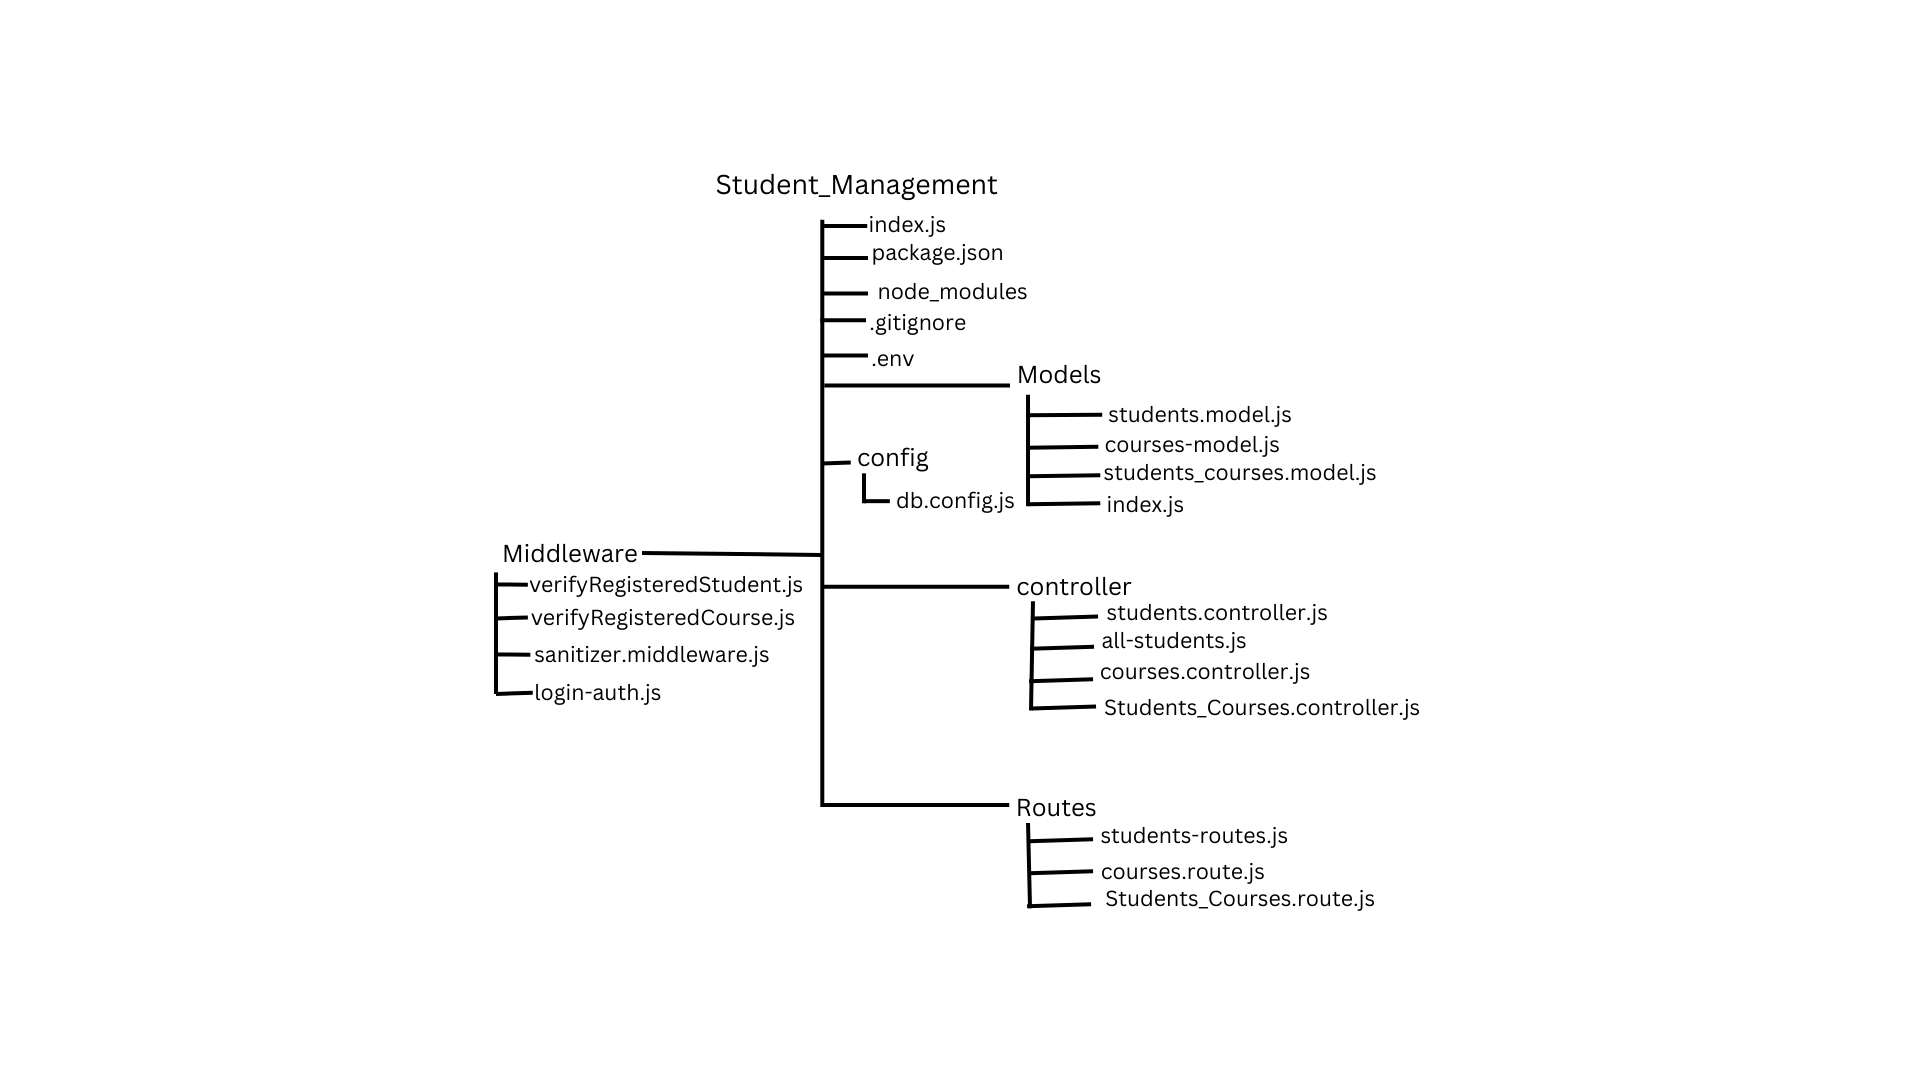 Student_Management
index.js
package.json
node_modules
.gitignore
.env
Models
students.model.js
courses-model.js
students_courses.model.js
index.js
config
db.config.js
Middleware
verifyRegisteredStudent.js
verifyRegisteredCourse.js
sanitizer.middleware.js
login-auth.js
controller
students.controller.js
all-students.js
courses.controller.js
Students_Courses.controller.js
Routes
students-routes.js
courses.route.js
Students_Courses.route.js